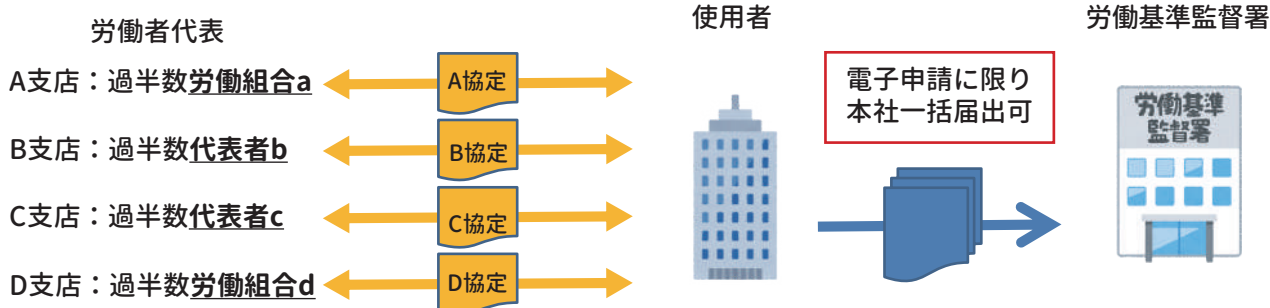 労働者代表
使用者
労働基準監督署
A支店：過半数労働組合a
A協定
B支店：過半数代表者b
B協定
C支店：過半数代表者c
C協定
D支店：過半数労働組合d
D協定
電子申請に限り
本社一括届出可
労働基準
監督署